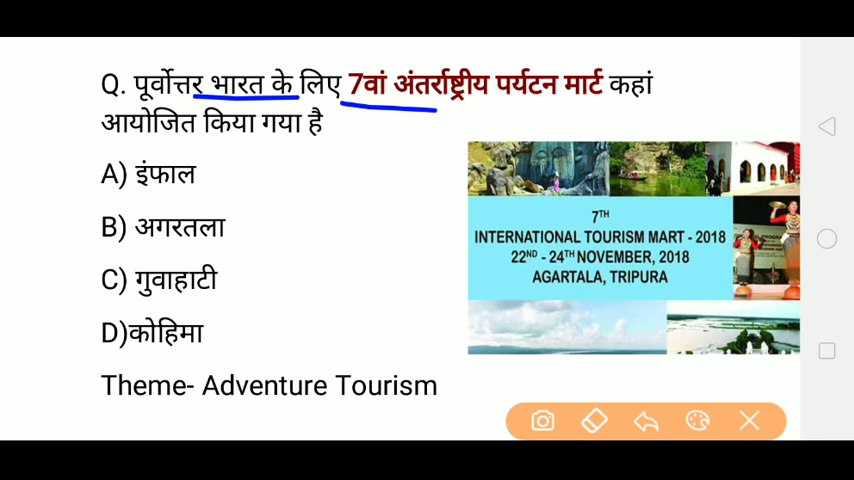 Q. पूर्वोत्तर भारत के लिए 7वां अंतर्राष्ट्रीय पर्यटन मार्ट कहां
आयोजित किया गया है
A) इंफाल
B) अगरतला
C) गुवाहाटी
D)कोहिमा
Theme- Adventure Tourism
7TH
INTERNATIONAL TOURISM MART - 2018
22ND - 24TH NOVEMBER, 2018
AGARTALA, TRIPURA